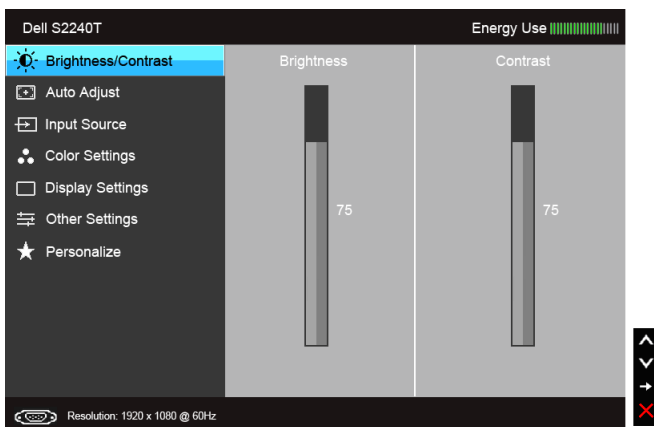 Dell S2240T
Energy Use
Brightness/Contrast
Brightness
Contrast
Auto Adjust
Input Source
Color Settings
Display Settings
75
75
Other Settings
Personalize
Resolution: 1920 x 1080 @ 60Hz